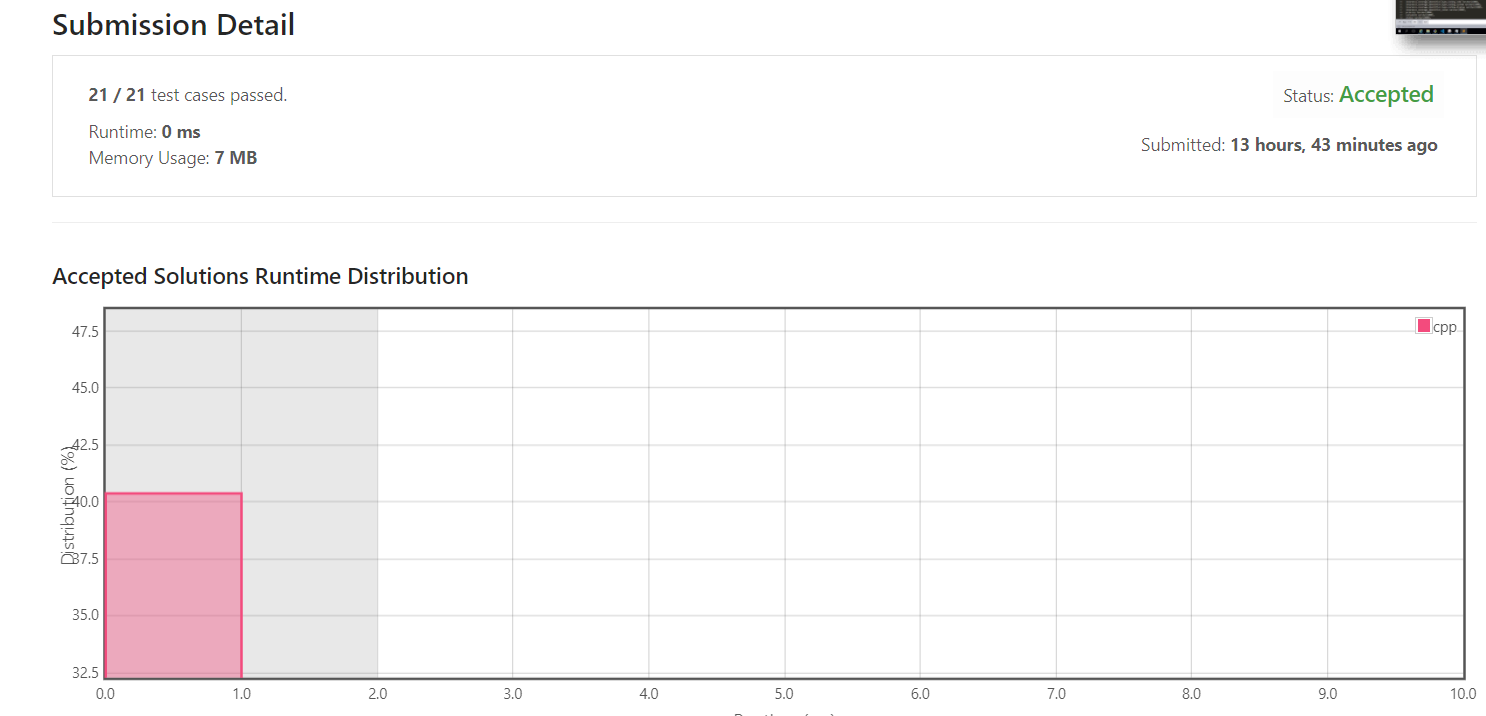 Submission Detail
21 / 21 test cases passed.
Status: Accepted
Runtime: 0 ms
Memory Usage: 7 MB
Submitted: 13 hours, 43 minutes ago
Accepted Solutions Runtime Distribution
cpp
Distribution (%)
47.5
45.0
42.5
40.0
37.5
35.0
32.5
0.0 1.0 2.0 3.0 4.0 5.0 6.0 7.0 8.0 9.0 10.0